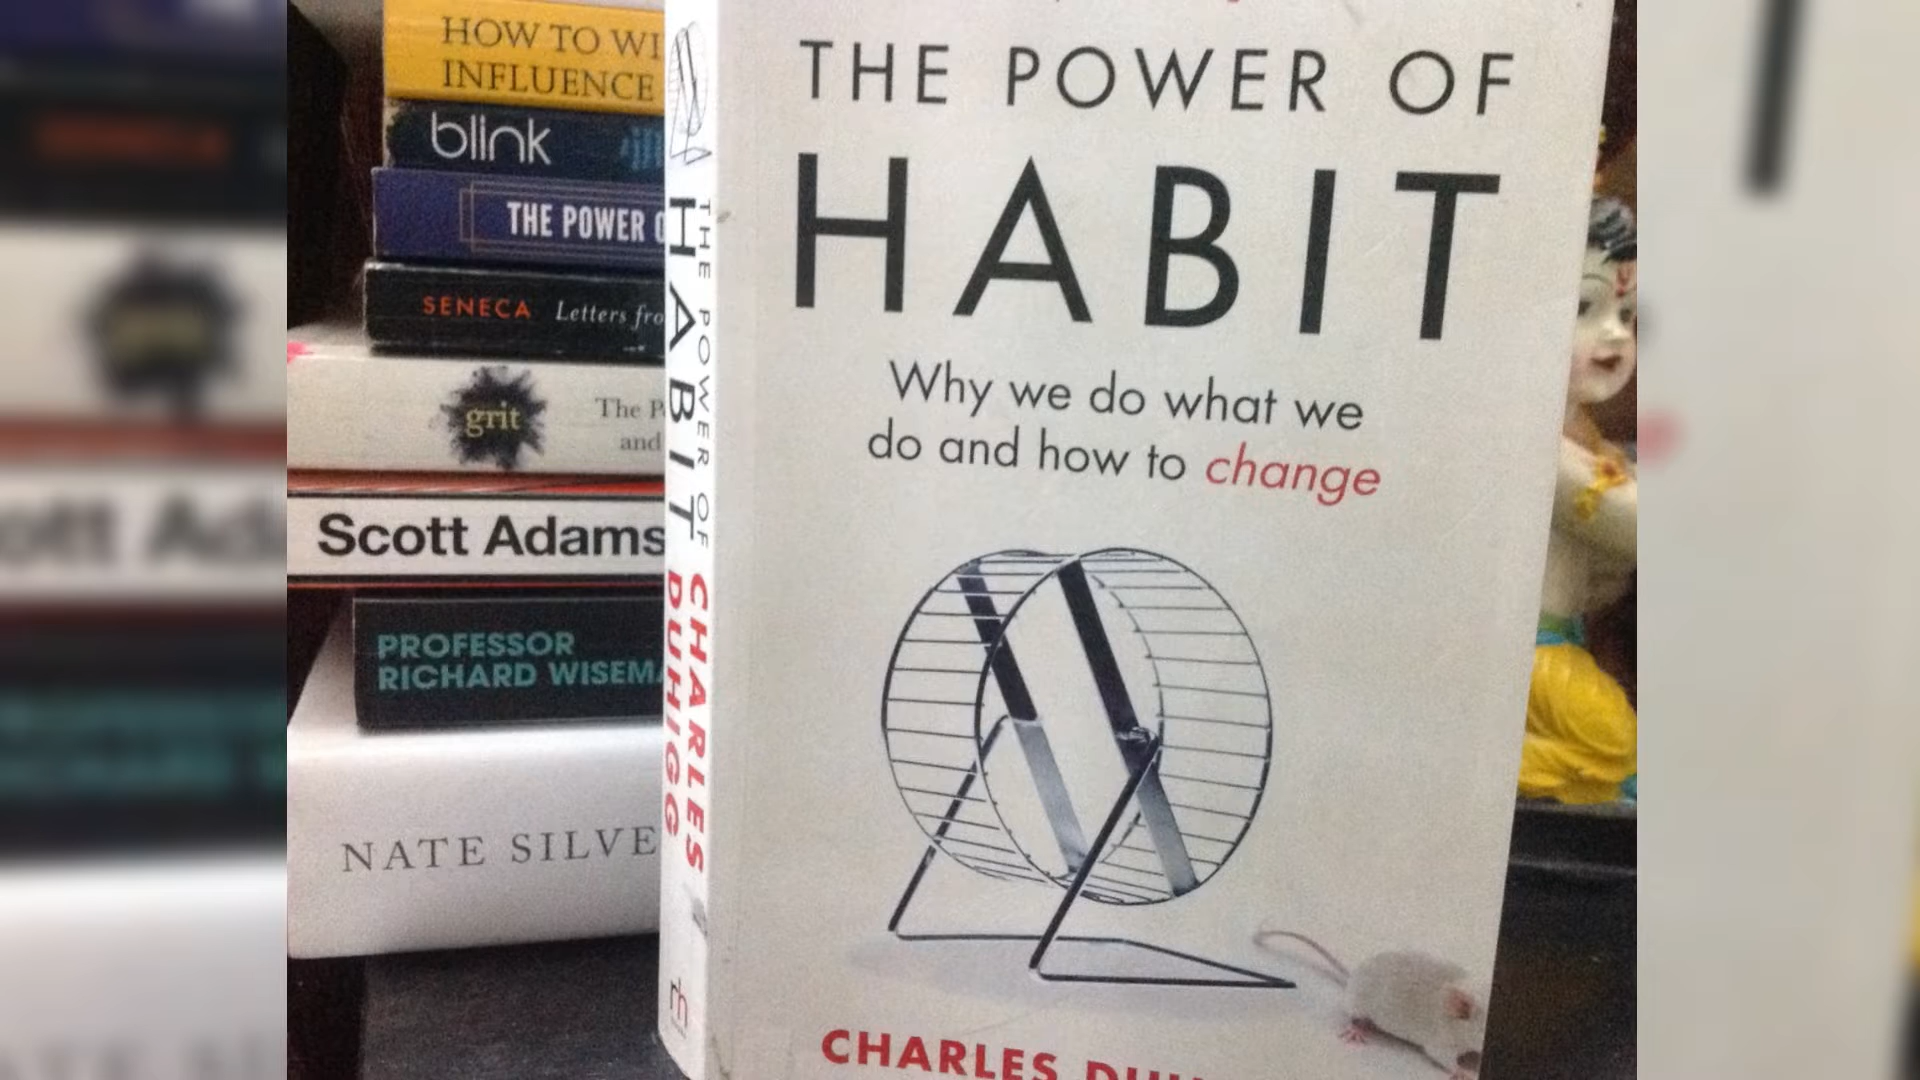 HOW TO WI
INFLUENCE
blink
THE POWER O
SENECA Letters fro
grit
The P
and
Scott Adams
PROFESSOR
RICHARD WISEMA
NATE SILVE
THE POWER OF
HABIT
CHARLES
DUHIGG
rh
THE POWER OF
HABIT
Why we do what we
do and how to change
CHARLES DUHI